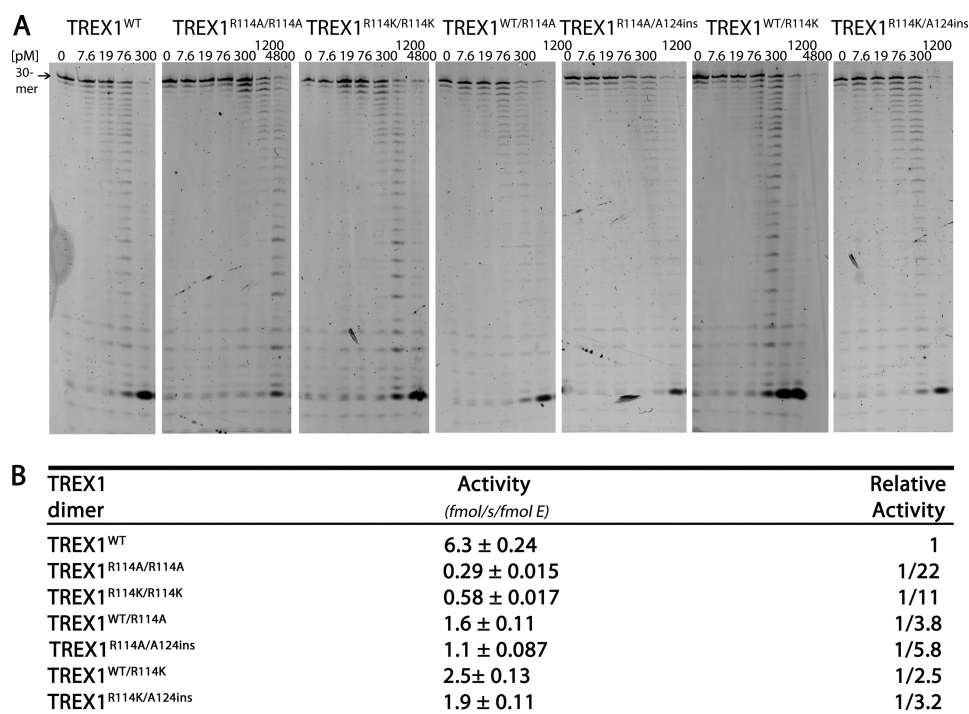 A
TREX1WT TREX1R114A/R114A TREX1R114K/R114K TREX1WT/R114A TREX1R114A/A124ins TREX1WT/R114K TREX1R114K/A124ins
1200 1200 1200 1200 1200 1200
[pM] 0 7.6 19 76 300 0 7.6 19 76 300 4800 0 7.6 19 76 300 4800 0 7.6 19 76 300 0 7.6 19 76 300 0 7.6 19 76 300 4800 0 7.6 19 76 300
30-
mer
B
TREX1 Activity Relative
dimer (fmol/s/fmol E) Activity
TREX1WT 6.3 ± 0.24 1
TREX1R114A/R114A 0.29 ± 0.015 1/22
TREX1R114K/R114K 0.58 ± 0.017 1/11
TREX1WT/R114A 1.6 ± 0.11 1/3.8
TREX1R114A/A124ins 1.1 ± 0.087 1/5.8
TREX1WT/R114K 2.5± 0.13 1/2.5
TREX1R114K/A124ins 1.9 ± 0.11 1/3.2